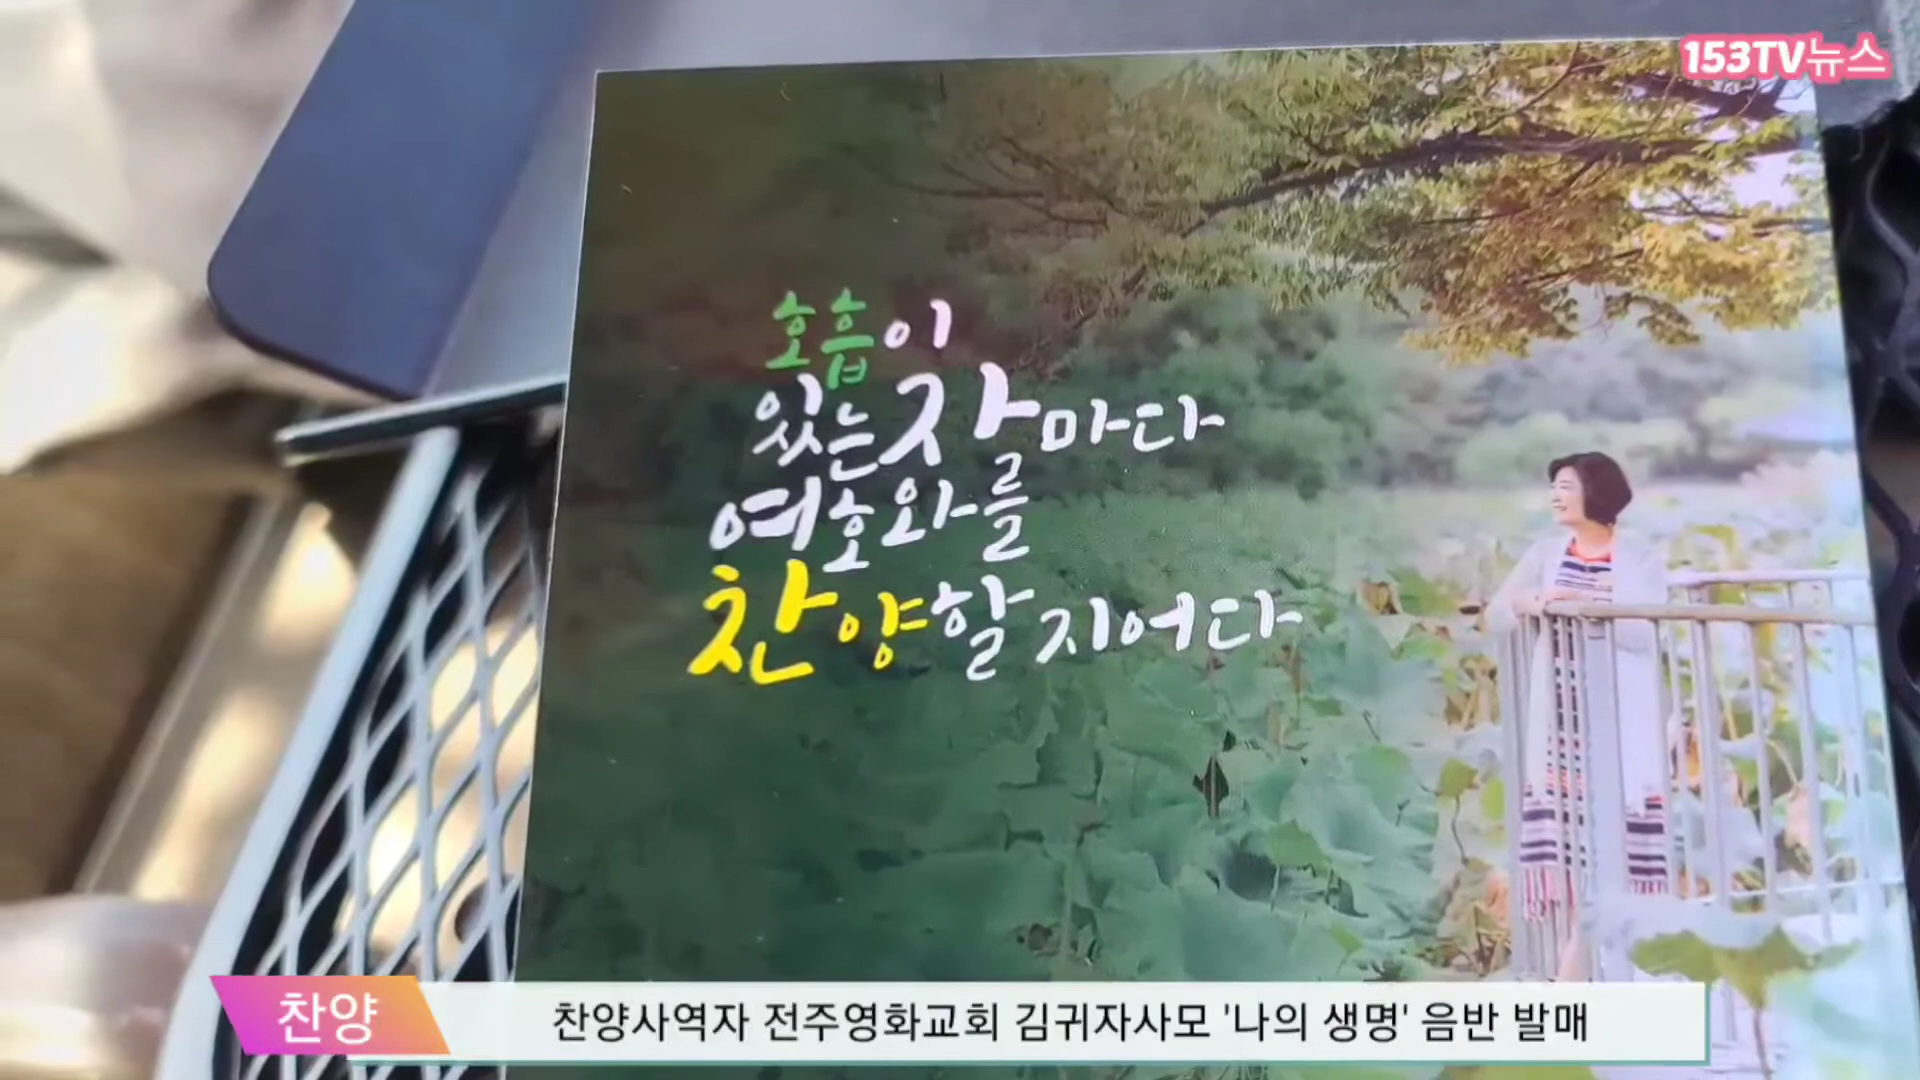 153TV뉴스
호흡이
있는 자마다
여호와를
찬양할지어다
찬양
찬양사역자 전주영화교회 김귀자사모 '나의 생명' 음반 발매